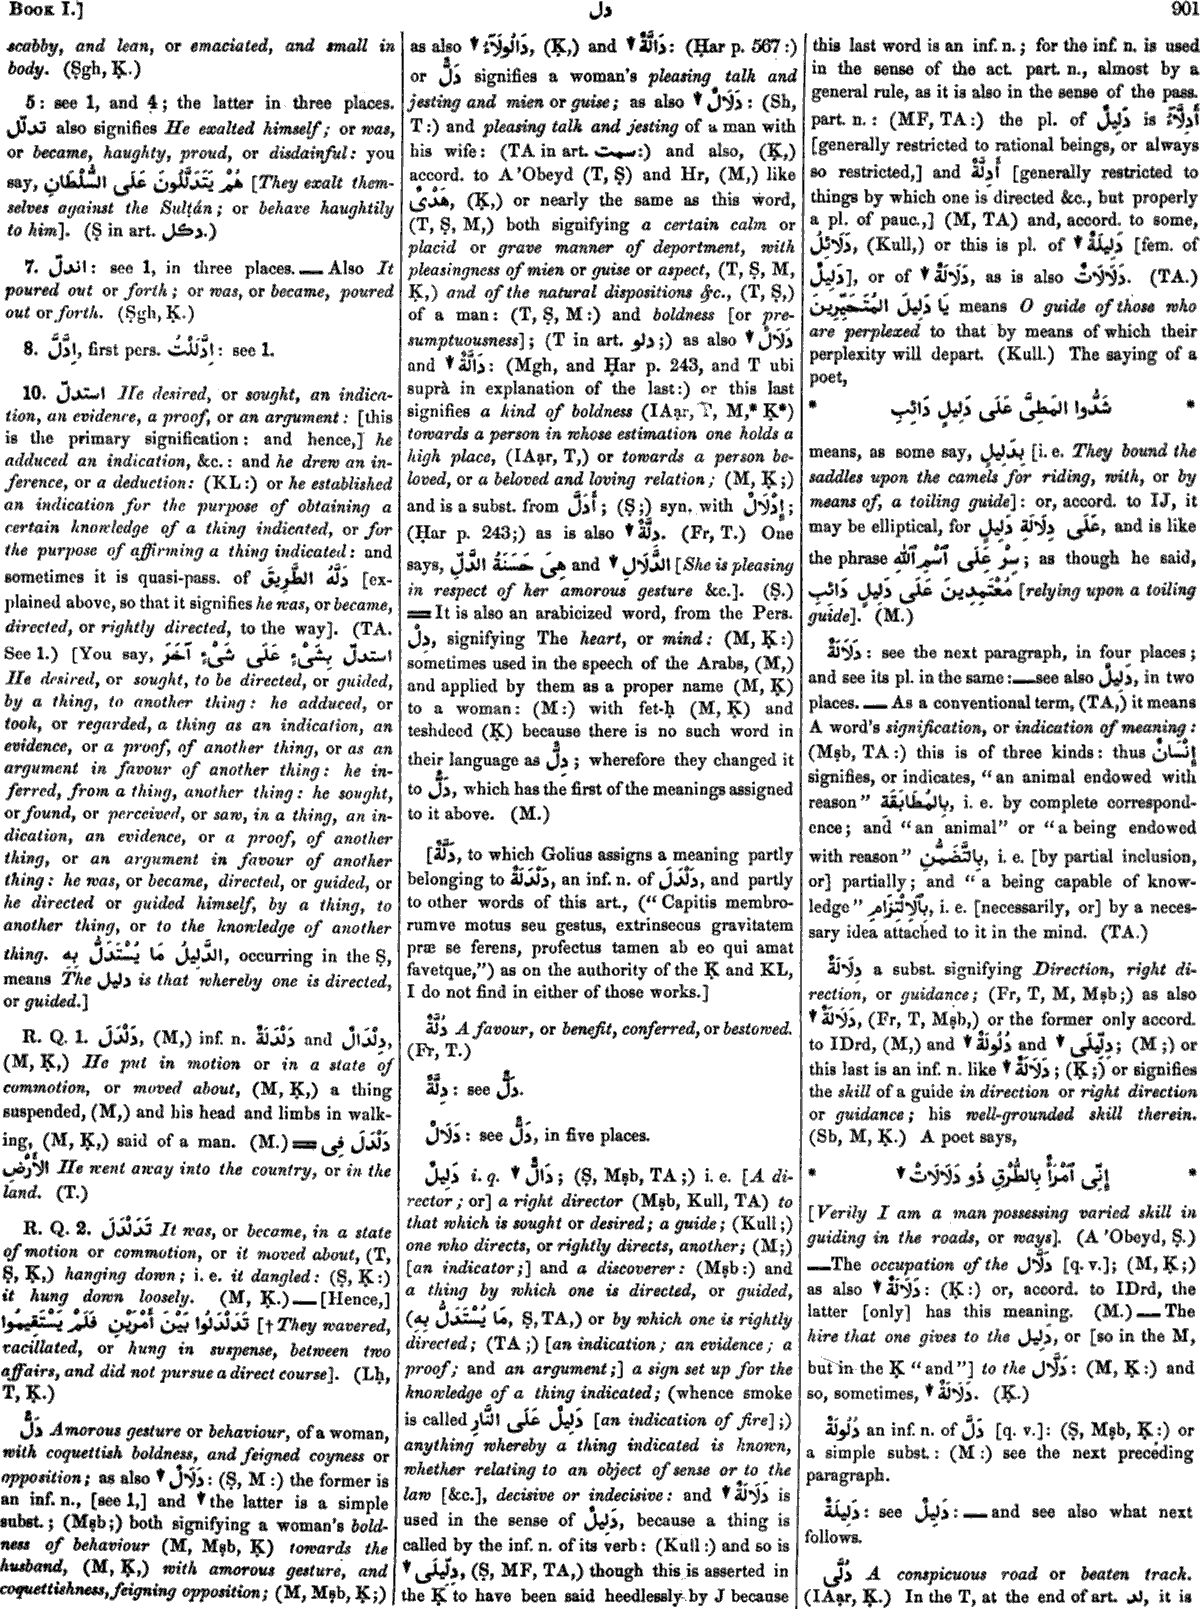 BOOK I.]
دل
901
scabby, and lean, or emaciated, and small in
body. (Ṣgh, Ḳ.)
5: see 1, and 4; the latter in three places.
تدلّل also signifies He exalted himself; or was,
or became, haughty, proud, or disdainful: you
say, هُمْ يَتَدَلَّلُونَ عَلَى السُّلْطَانِ [They exalt them-
selves against the Sulṭán; or behave haughtily
to him]. (Ṣ in art. دكل.)
7. اندلّ: see 1, in three places. — Also It
poured out or forth; or was, or became, poured
out or forth. (Ṣgh, Ḳ.)
8. اِدَّلَّ, first pers. اِدَّلَلْتُ: see 1.
10. استدلّ He desired, or sought, an indica-
tion, an evidence, a proof, or an argument: [this
is the primary signification: and hence,] he
adduced an indication, &c.: and he drew an in-
ference, or a deduction: (KL:) or he established
an indication for the purpose of obtaining a
certain knowledge of a thing indicated, or for
the purpose of affirming a thing indicated: and
sometimes it is quasi-pass. of دَلَّهُ الطَّرِيقَ [ex-
plained above, so that it signifies he was, or became,
directed, or rightly directed, to the way]. (TA.
See 1.) [You say, استدلّ بِشَىْءٍ عَلَى شَىْءٍ آخَرَ
He desired, or sought, to be directed, or guided,
by a thing, to another thing: he adduced, or
took, or regarded, a thing as an indication, an
evidence, or a proof, of another thing, or as an
argument in favour of another thing: he in-
ferred, from a thing, another thing: he sought,
or found, or perceived, or saw, in a thing, an in-
dication, an evidence, or a proof, of another
thing, or an argument in favour of another
thing: he was, or became, directed, or guided, or
he directed or guided himself, by a thing, to
another thing, or to the knowledge of another
thing. الدَّلِيلُ مَا يُسْتَدَلُّ بِهِ, occurring in the Ṣ,
means The دليل is that whereby one is directed,
or guided.]
R. Q. 1. دَلْدَلَ, (M,) inf. n. دَلْدَلَةٌ and دِلْدَالٌ,
(M, Ḳ,) He put in motion or in a state of
commotion, or moved about, (M, Ḳ,) a thing
suspended, (M,) and his head and limbs in walk-
ing, (M, Ḳ,) said of a man. (M.) ═ دَلْدَلَ فِى
الأَرْضِ He went away into the country, or in the
land. (T.)
R. Q. 2. تَدَلْدَلَ It was, or became, in a state
of motion or commotion, or it moved about, (T,
Ṣ, Ḳ,) hanging down; i. e. it dangled: (Ṣ, Ḳ:)
it hung down loosely. (M, Ḳ.) — [Hence,]
تَدَلْدَلُوا بَيْنَ أَمْرَيْنِ فَلَمْ يَسْتَقِيمُوا [† They wavered,
vacillated, or hung in suspense, between two
affairs, and did not pursue a direct course]. (Lḥ,
T, Ḳ.)
دَلٌّ Amorous gesture or behaviour, of a woman,
with coquettish boldness, and feigned coyness or
opposition; as also ▼ دَلَالٌ: (Ṣ, M:) the former is
an inf. n., [see 1,] and ▼ the latter is a simple
subst.; (Mṣb;) both signifying a woman's bold-
ness of behaviour (M, Mṣb, Ḳ) towards the
husband, (M, Ḳ,) with amorous gesture, and
coquettishness, feigning opposition; (M, Mṣb, Ḳ;)
as also ▼ دَالُولَآءُ, (Ḳ,) and ▼ دَالَّةٌ: (Ḥar p. 567:)
or دَلٌّ signifies a woman's pleasing talk and
jesting and mien or guise; as also ▼ دَلَالٌ: (Sh,
T:) and pleasing talk and jesting of a man with
his wife: (TA in art. سمت:) and also, (Ḳ,)
accord. to A'Obeyd (T, Ṣ) and Hr, (M,) like
هَدْىٌ, (Ḳ,) or nearly the same as this word,
(T, Ṣ, M,) both signifying a certain calm or
placid or grave manner of deportment, with
pleasingness of mien or guise or aspect, (T, Ṣ, M,
Ḳ,) and of the natural dispositions &c., (T, Ṣ,)
of a man: (T, Ṣ, M:) and boldness [or pre-
sumptuousness]; (T in art. دلو;) as also ▼ دَلَالٌ
and ▼ دَالَّةٌ: (Mgh, and Ḥar p. 243, and T ubi
suprà in explanation of the last:) or this last
signifies a kind of boldness (IAạr, T, M,* Ḳ*)
towards a person in whose estimation one holds a
high place, (IAạr, T,) or towards a person be-
loved, or a beloved and loving relation; (M, Ḳ;)
and is a subst. from أَدَلَّ; (Ṣ;) syn. with إِدْلَالٌ;
(Ḥar p. 243;) as is also ▼ دَلَّةٌ. (Fr, T.) One
says, هِىَ حَسَنَةُ الدَّلِّ and ▼ الدَّلَالِ [She is pleasing
in respect of her amorous gesture &c.]. (Ṣ.)
═ It is also an arabicized word, from the Pers.
دِلْ, signifying The heart, or mind: (M, Ḳ:)
sometimes used in the speech of the Arabs, (M,)
and applied by them as a proper name (M, Ḳ)
to a woman: (M:) with fet-ḥ (M, Ḳ) and
teshdeed (Ḳ) because there is no such word in
their language as دِلٌّ; wherefore they changed it
to دَلٌّ, which has the first of the meanings assigned
to it above. (M.)
[دَلَّةٌ, to which Golius assigns a meaning partly
belonging to دَلْدَلَةٌ, an inf. n. of دَلْدَلَ, and partly
to other words of this art., (“Capitis membro-
rumve motus seu gestus, extrinsecus gravitatem
præ se ferens, profectus tamen ab eo qui amat
favetque,”) as on the authority of the Ḳ and KL,
I do not find in either of those works.]
دُلَّةٌ A favour, or benefit, conferred, or bestowed.
(Fr, T.)
دِلَّةٌ: see دَلٌّ.
دَلَالٌ: see دَلٌّ, in five places.
دَلِيلٌ i. q. ▼ دَالٌّ; (Ṣ, Mṣb, TA;) i. e. [A di-
rector; or] a right director (Mṣb, Kull, TA) to
that which is sought or desired; a guide; (Kull;)
one who directs, or rightly directs, another; (M;)
[an indicator;] and a discoverer: (Mṣb:) and
a thing by which one is directed, or guided,
(مَا يُسْتَدَلُّ بِهِ, Ṣ, TA,) or by which one is rightly
directed; (TA;) [an indication; an evidence; a
proof; and an argument;] a sign set up for the
knowledge of a thing indicated; (whence smoke
is called دَلِيلٌ عَلَى النَّارِ [an indication of fire];)
anything whereby a thing indicated is known,
whether relating to an object of sense or to the
law [&c.], decisive or indecisive: and ▼ دَلَالَةٌ is
used in the sense of دَلِيلٌ, because a thing is
called by the inf. n. of its verb: (Kull:) and so is
▼ دِلِّيلَى, (Ṣ, MF, TA,) though this is asserted in
the Ḳ to have been said heedlessly by J because
this last word is an inf. n.; for the inf. n. is used
in the sense of the act. part. n., almost by a
general rule, as it is also in the sense of the pass.
part. n.: (MF, TA:) the pl. of دَلِيلٌ is أَدِلَّآءُ
[generally restricted to rational beings, or always
so restricted,] and أَدِلَّةٌ [generally restricted to
things by which one is directed &c., but properly
a pl. of pauc.,] (M, TA) and, accord. to some,
دَلَائِلُ, (Kull,) or this is pl. of ▼ دَلِيلَةٌ [fem. of
دَلِيلٌ], or of ▼ دَلَالَةٌ, as is also دَلَالَاتٌ. (TA.)
يَا دَلِيلَ المُتَحَيِّرِينَ means O guide of those who
are perplexed to that by means of which their
perplexity will depart. (Kull.) The saying of a
poet,
* شَدُّوا المَطِىَّ عَلَى دَلِيلٍ دَائِبِ *
means, as some say, بِدَلِيلٍ [i. e. They bound the
saddles upon the camels for riding, with, or by
means of, a toiling guide]: or, accord. to IJ, it
may be elliptical, for عَلَى دِلَالَةِ دَلِيلٍ, and is like
the phrase سِرْ عَلَى ٱسْمِ ٱللّٰهِ; as though he said,
مُعْتَمِدِينَ عَلَى دَلِيلٍ دَائِبٍ [relying upon a toiling
guide]. (M.)
دَلَالَةٌ: see the next paragraph, in four places;
and see its pl. in the same: — see also دَلِيلٌ, in two
places. — As a conventional term, (TA,) it means
A word's signification, or indication of meaning:
(Mṣb, TA:) this is of three kinds: thus إِنْسَانٌ
signifies, or indicates, “an animal endowed with
reason” بِالمُطَابَقَةِ, i. e. by complete correspond-
ence; and “an animal” or “a being endowed
with reason” بِالتَّضَمُّنِ, i. e. [by partial inclusion,
or] partially; and “a being capable of know-
ledge” بِالْاِلْتِزَامِ, i. e. [necessarily, or] by a neces-
sary idea attached to it in the mind. (TA.)
دِلَالَةٌ a subst. signifying Direction, right di-
rection, or guidance; (Fr, T, M, Mṣb;) as also
▼ دَلَالَةٌ, (Fr, T, Mṣb,) or the former only accord.
to IDrd, (M,) and ▼ دُلُولَةٌ and ▼ دِلِّيلَى; (M;) or
this last is an inf. n. like ▼ دَلَالَةٌ; (Ḳ;) or signifies
the skill of a guide in direction or right direction
or guidance; his well-grounded skill therein.
(Sb, M, Ḳ.) A poet says,
* إِنِّى ٱمْرَأٌ بِالطُّرْقِ ذُو دَلَالَاتْ ▼ *
[Verily I am a man possessing varied skill in
guiding in the roads, or ways]. (A 'Obeyd, Ṣ.)
— The occupation of the دَلَّال [q. v.]; (M, Ḳ;)
as also ▼ دَلَالَةٌ: (Ḳ:) or, accord. to IDrd, the
latter [only] has this meaning. (M.) — The
hire that one gives to the دَلِيل, or [so in the M,
but in the Ḳ “and”] to the دَلَّال: (M, Ḳ:) and
so, sometimes, ▼ دَلَالَةٌ. (Ḳ.)
دُلُولَةٌ an inf. n. of دَلَّ [q. v.]: (Ṣ, Mṣb, Ḳ:) or
a simple subst.: (M:) see the next preceding
paragraph.
دَلِيلَةٌ: see دَلِيلٌ: — and see also what next
follows.
دُلَّى A conspicuous road or beaten track.
(IAạr, Ḳ.) In the T, at the end of art. لد, it is